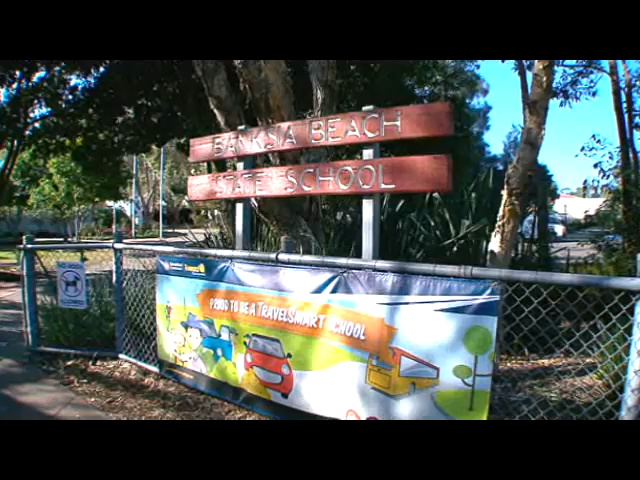 BANKSIA BEACH
STATE SCHOOL
PROUD TO BE A TRAVELSMART SCHOOL